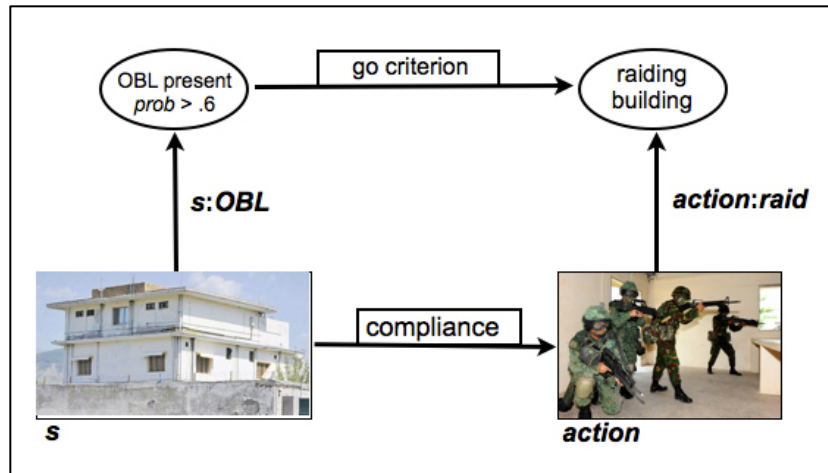 OBL present
prob > .6
go criterion
raiding
building
s:OBL
action:raid
compliance
s
action